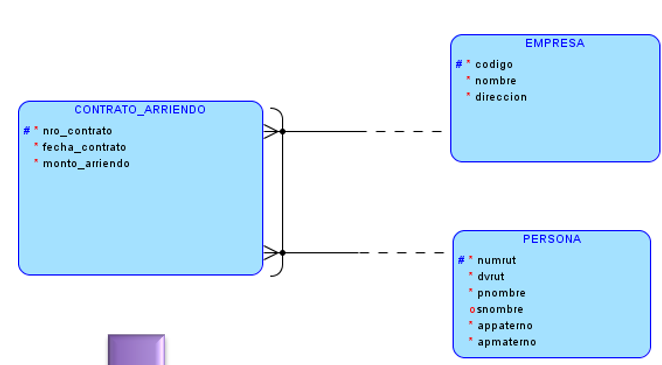 CONTRATO_ARRIENDO
# * nro_contrato
* fecha_contrato
* monto_arriendo
EMPRESA
# * codigo
* nombre
* direccion
PERSONA
# * numrut
* dvrut
* pnombre
o snombre
* appaterno
* apmaterno